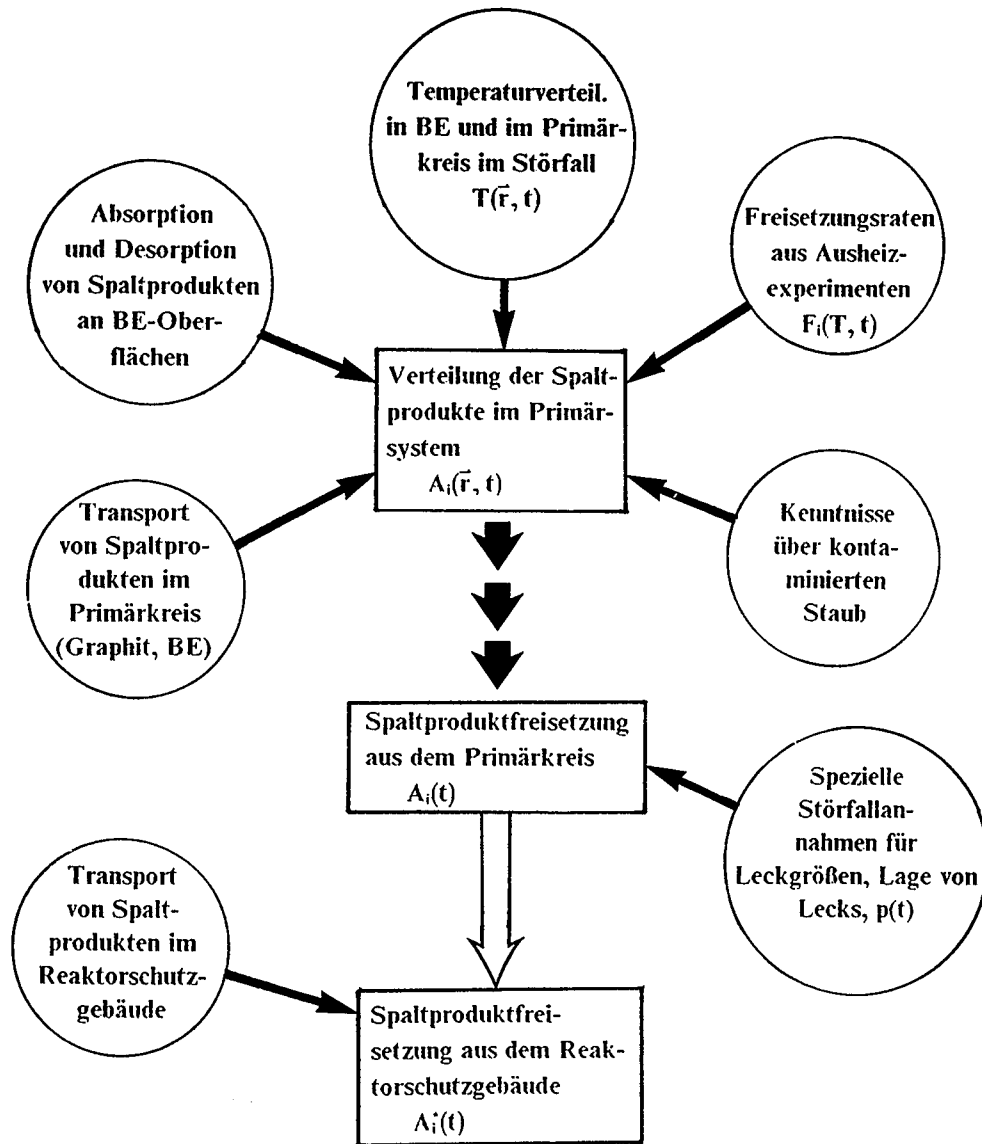 Temperaturverteil.
in BE und im Primär-
kreis im Störfall
T(r⃗, t)
Absorption
und Desorption
von Spaltprodukten
an BE-Ober-
flächen
Freisetzungsraten
aus Ausheiz-
experimenten
Fᵢ(T, t)
Verteilung der Spalt-
produkte im Primär-
system
Aᵢ(r⃗, t)
Transport
von Spaltpro-
dukten im
Primärkreis
(Graphit, BE)
Kenntnisse
über konta-
minierten
Staub
Spaltproduktfreisetzung
aus dem Primärkreis
Aᵢ(t)
Spezielle
Störfallan-
nahmen für
Leckgrößen, Lage von
Lecks, p(t)
Transport
von Spalt-
produkten im
Reaktorschutz-
gebäude
Spaltproduktfrei-
setzung aus dem Reak-
torschutzgebäude
Aᵢ*(t)